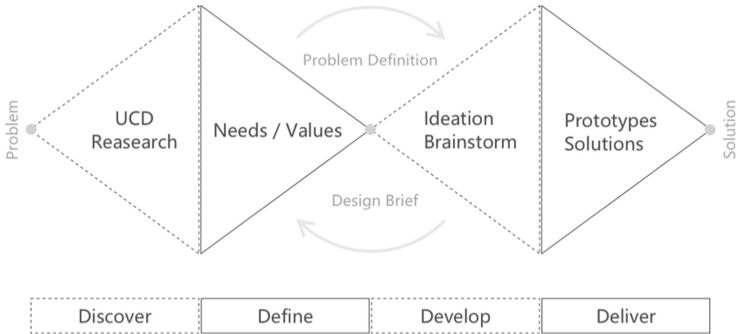 Problem Definition
Problem
UCD
Reasearch
Needs / Values
Ideation
Brainstorm
Prototypes
Solutions
Solution
Design Brief
Discover
Define
Develop
Deliver